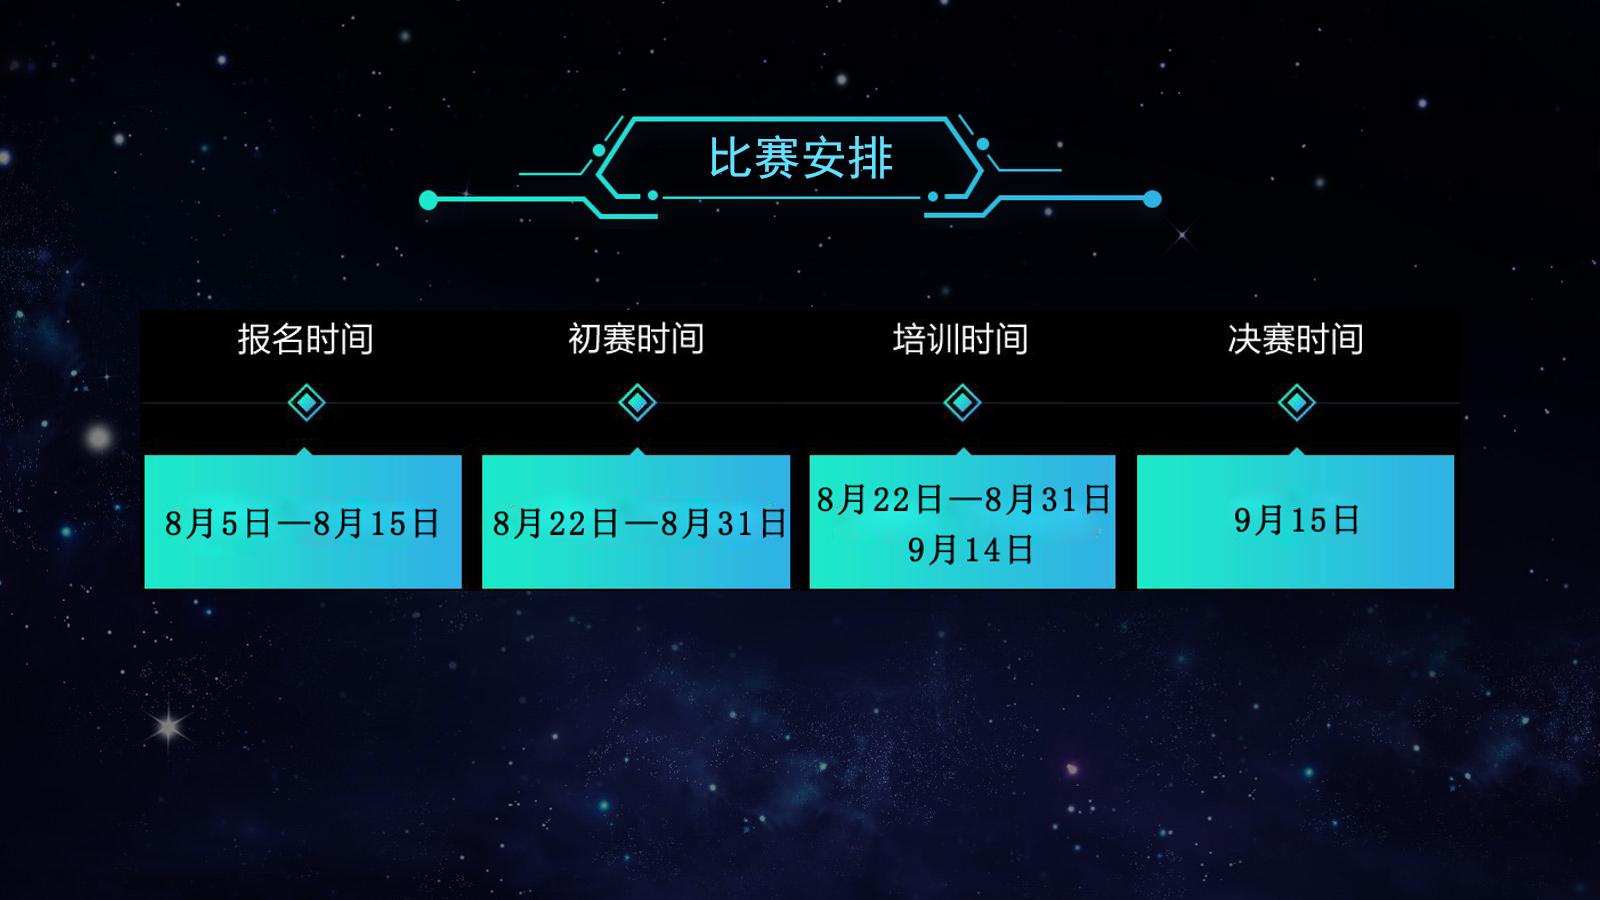 比赛安排
报名时间
初赛时间
培训时间
决赛时间
8月5日—8月15日
8月22日—8月31日
8月22日—8月31日
9月14日
9月15日